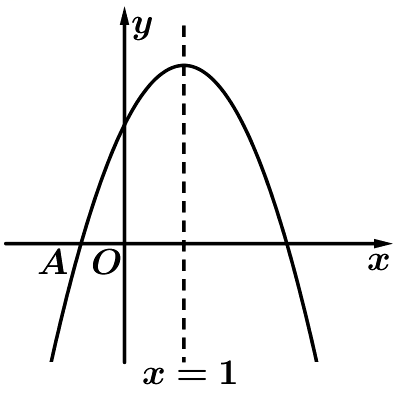 y
A O x
x = 1